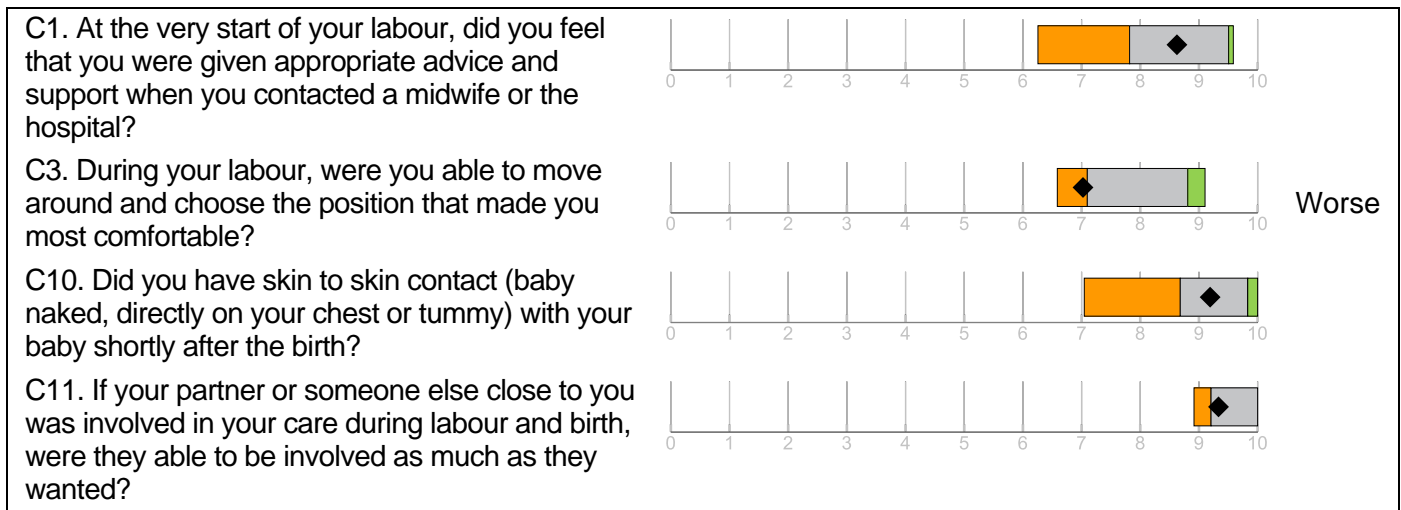 C1. At the very start of your labour, did you feel
that you were given appropriate advice and
support when you contacted a midwife or the
hospital?
0 1 2 3 4 5 6 7 8 9 10
C3. During your labour, were you able to move
around and choose the position that made you
most comfortable?
0 1 2 3 4 5 6 7 8 9 10
Worse
C10. Did you have skin to skin contact (baby
naked, directly on your chest or tummy) with your
baby shortly after the birth?
0 1 2 3 4 5 6 7 8 9 10
C11. If your partner or someone else close to you
was involved in your care during labour and birth,
were they able to be involved as much as they
wanted?
0 1 2 3 4 5 6 7 8 9 10